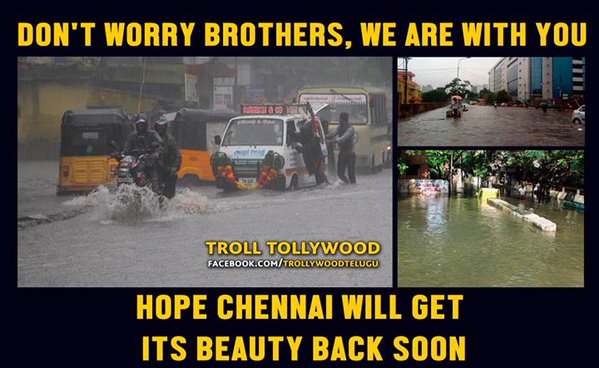 DON'T WORRY BROTHERS, WE ARE WITH YOU
TROLL TOLLYWOOD
FACEBOOK.COM/TROLLYWOODTELUGU
HOPE CHENNAI WILL GET
ITS BEAUTY BACK SOON